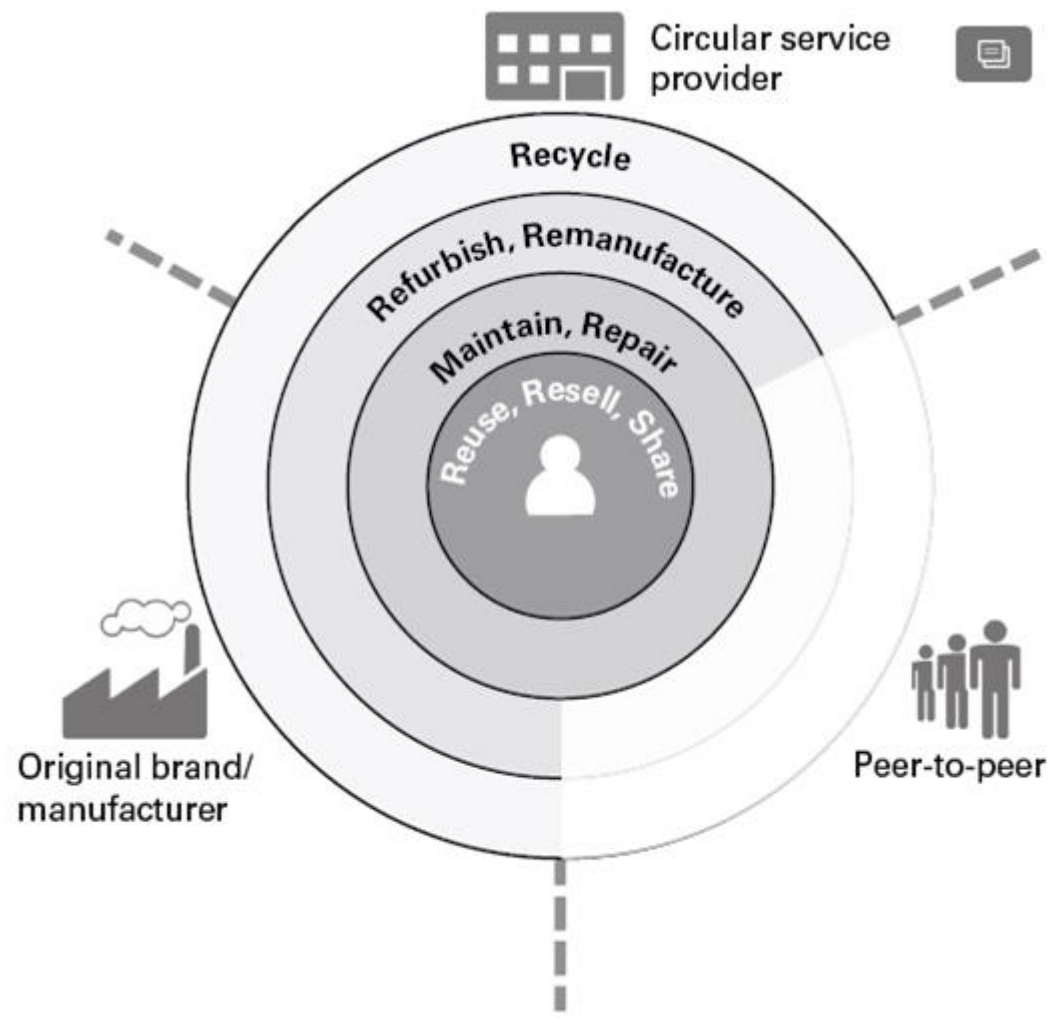 Circular service
provider
Recycle
Refurbish, Remanufacture
Maintain, Repair
Reuse, Resell, Share
Original brand/
manufacturer
Peer-to-peer